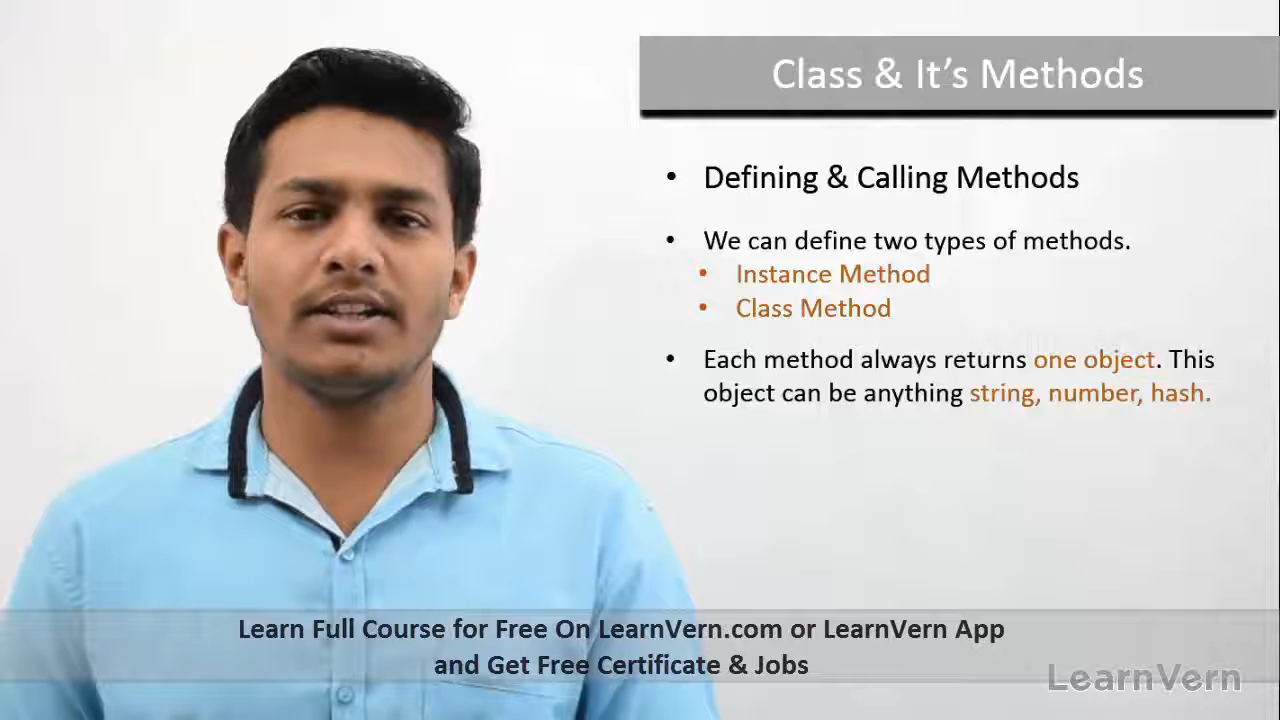 Class & It’s Methods
• Defining & Calling Methods
• We can define two types of methods.
• Instance Method
• Class Method
• Each method always returns one object. This
object can be anything string, number, hash.
Learn Full Course for Free On LearnVern.com or LearnVern App
and Get Free Certificate & Jobs
LearnVern